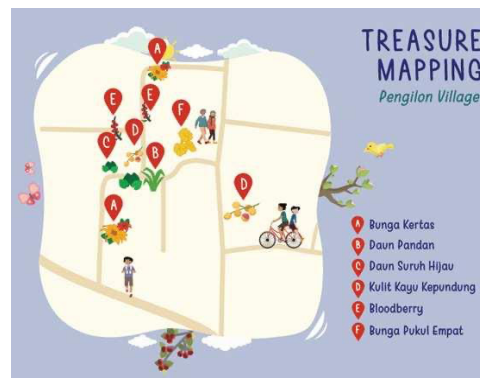 TREASURE
MAPPING
Pengilon Village
A
E
E
F
D
C
B
D
A
A Bunga Kertas
B Daun Pandan
C Daun Suruh Hijau
D Kulit Kayu Kepundung
E Bloodberry
F Bunga Pukul Empat